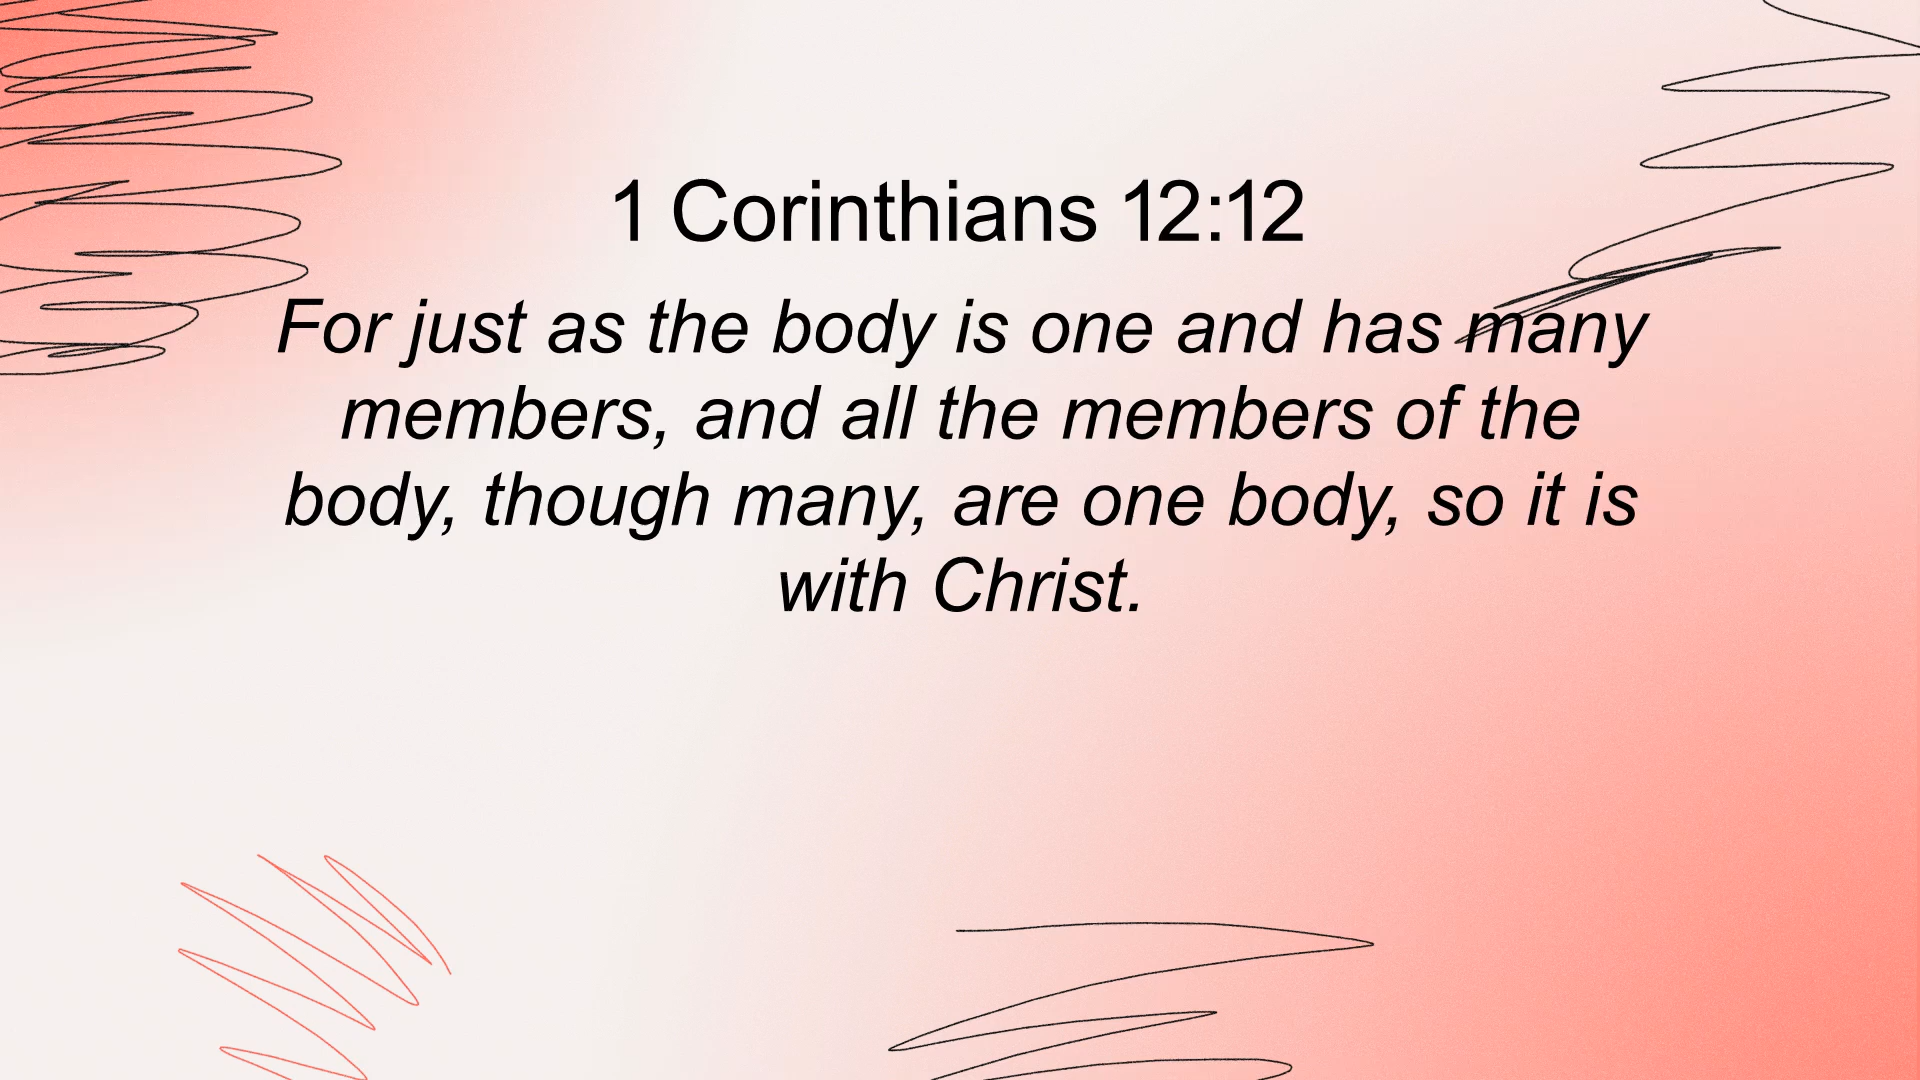 1 Corinthians 12:12
For just as the body is one and has many
members, and all the members of the
body, though many, are one body, so it is
with Christ.